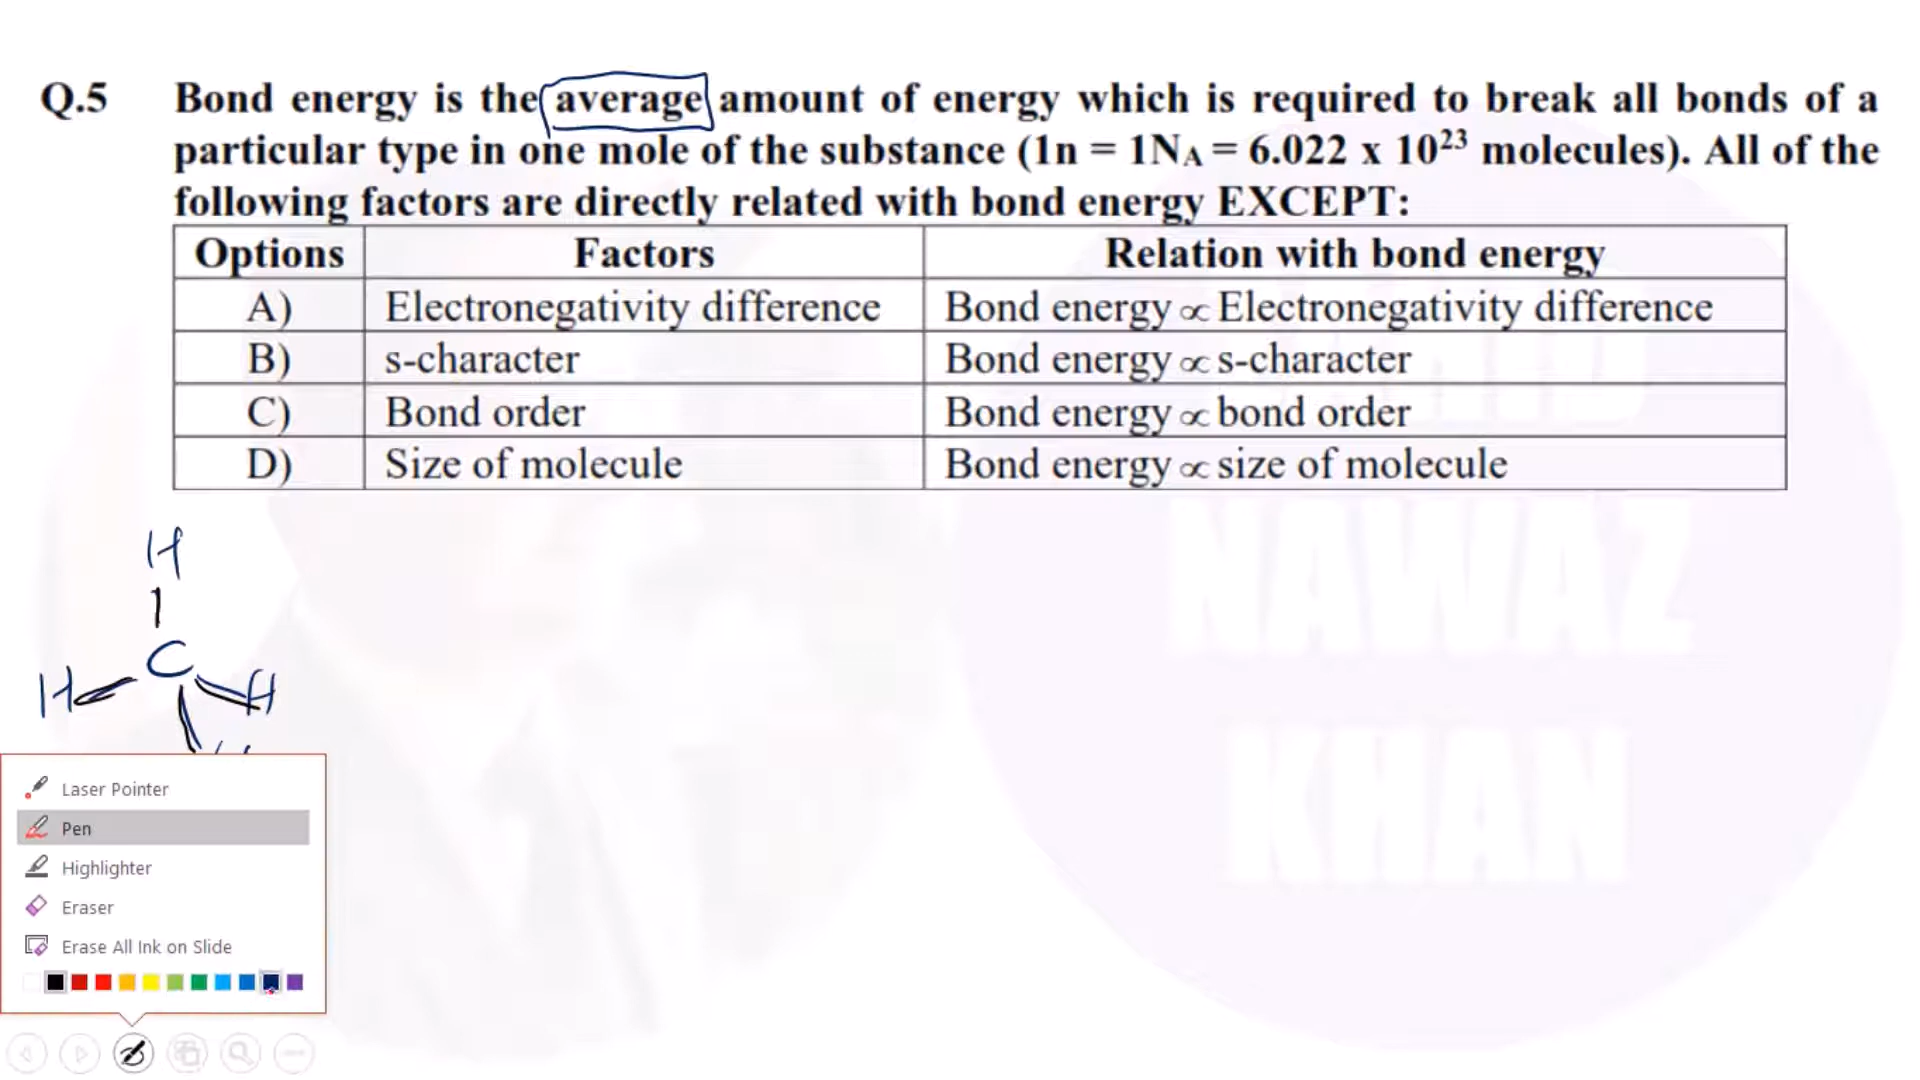 Q.5 Bond energy is the average amount of energy which is required to break all bonds of a
particular type in one mole of the substance (1n = 1N_A = 6.022 x 10²³ molecules). All of the
following factors are directly related with bond energy EXCEPT:
Options Factors Relation with bond energy
A) Electronegativity difference Bond energy ∝ Electronegativity difference
B) s-character Bond energy ∝ s-character
C) Bond order Bond energy ∝ bond order
D) Size of molecule Bond energy ∝ size of molecule
NAWAZ
KHAN
H
C
H H
Laser Pointer
Pen
Highlighter
Eraser
Erase All Ink on Slide